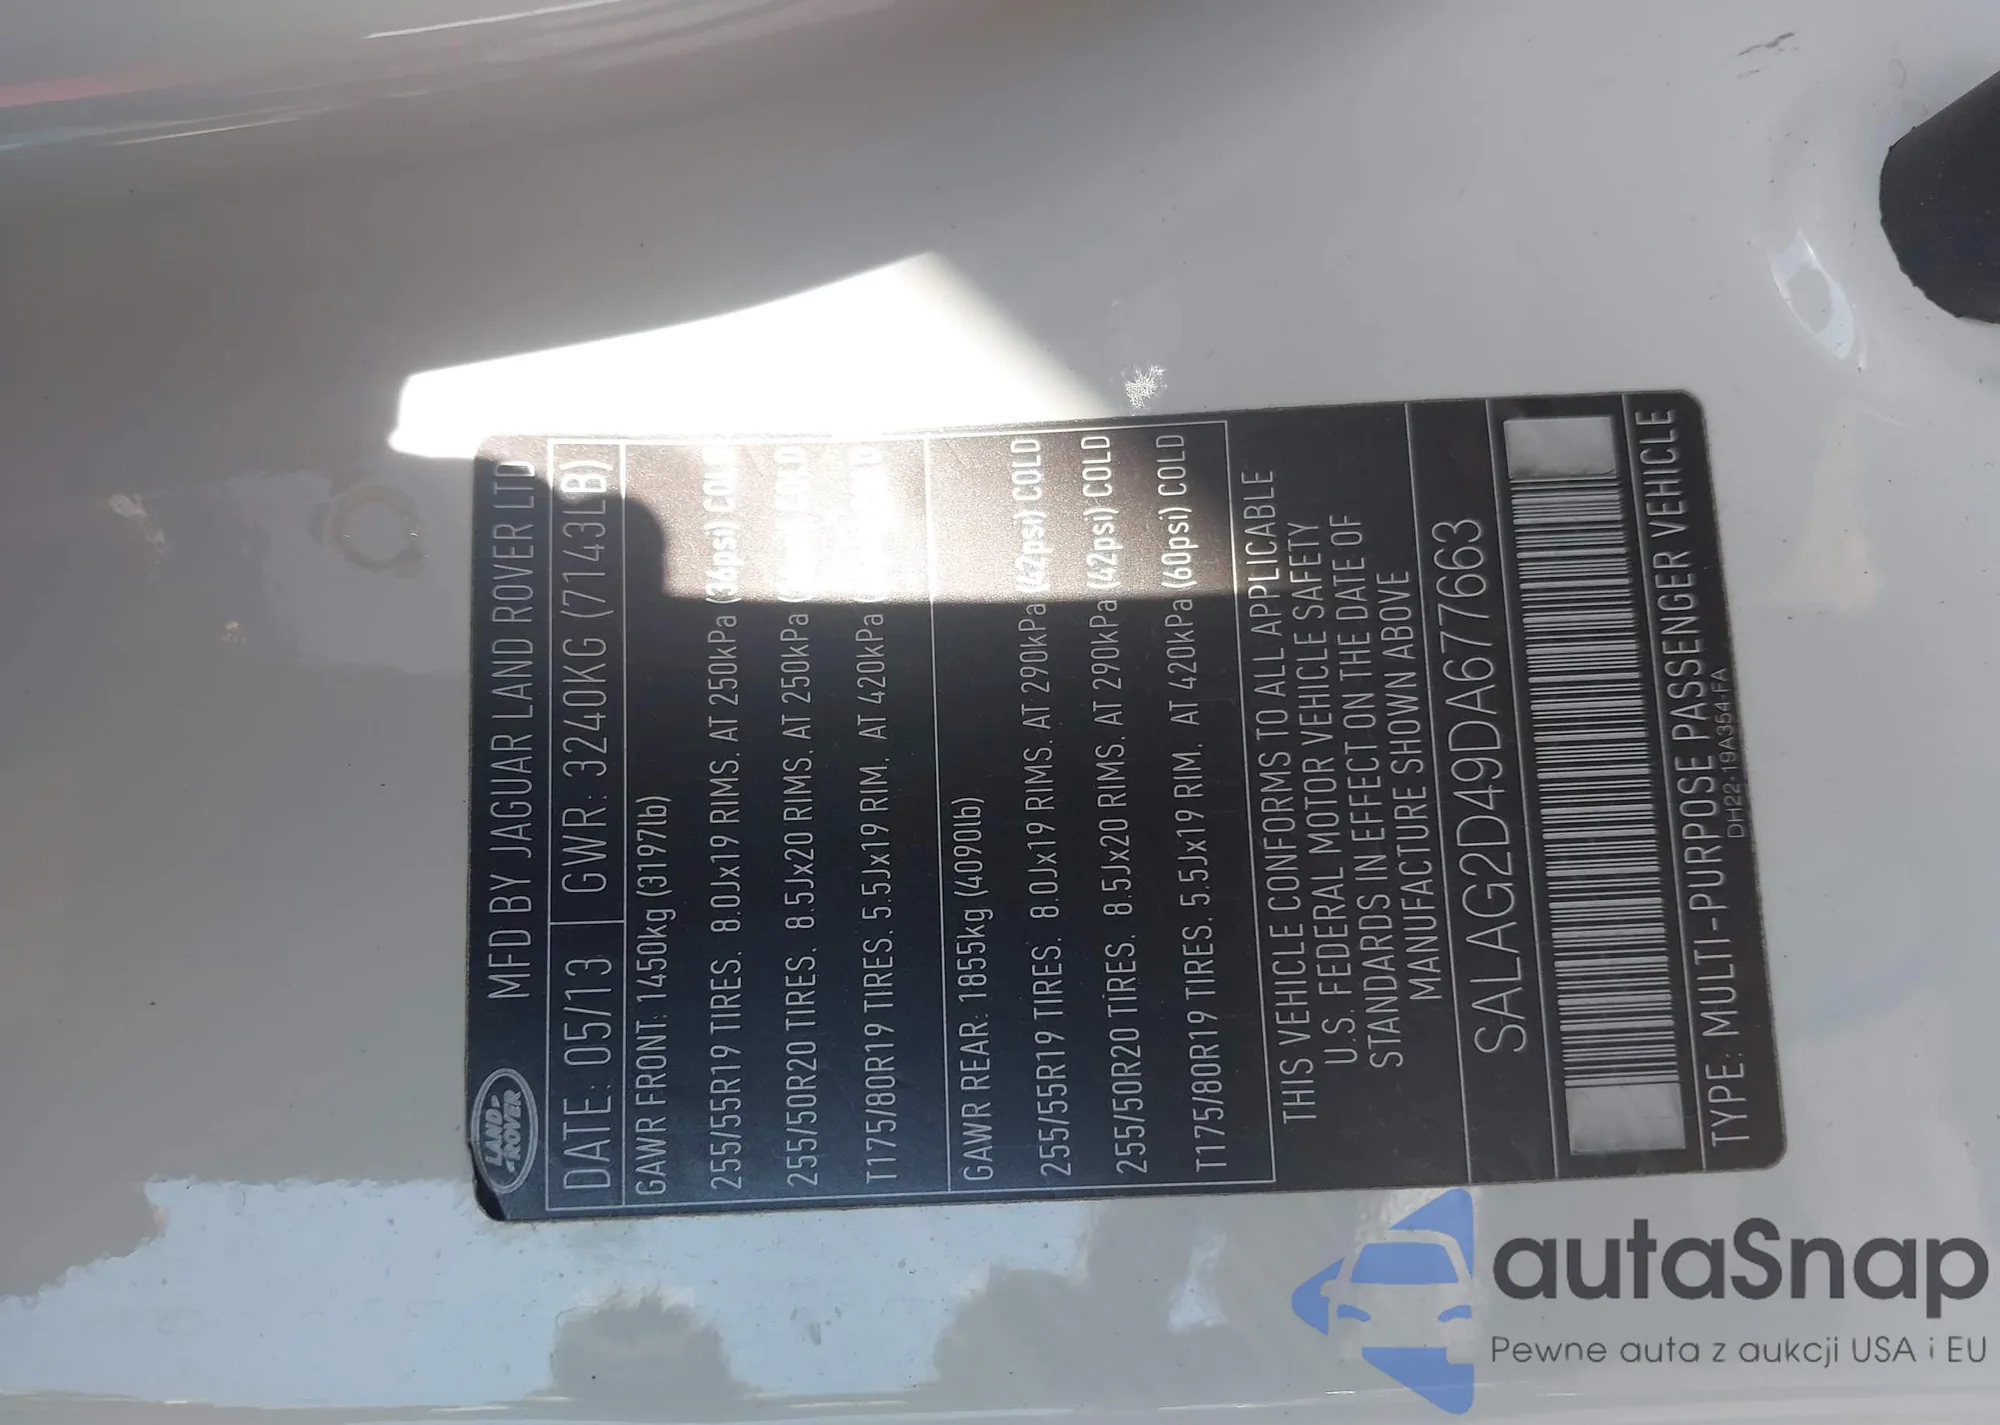 LAND-
-ROVER
MFD BY JAGUAR LAND ROVER LTD
DATE: 05/13 GWR: 3240KG (7143LB)
GAWR FRONT: 1450kg (3197lb)
255/55R19 TIRES. 8.0Jx19 RIMS. AT 250kPa (36psi) COLD
255/50R20 TIRES. 8.5Jx20 RIMS. AT 250kPa COLD
T175/80R19 TIRES. 5.5Jx19 RIM, AT 420kPa
GAWR REAR: 1855kg (4090lb)
255/55R19 TIRES. 8.0Jx19 RIMS. AT 290kPa (42psi) COLD
255/50R20 TIRES. 8.5Jx20 RIMS. AT 290kPa (42psi) COLD
T175/80R19 TIRES. 5.5Jx19 RIM, AT 420kPa (60psi) COLD
THIS VEHICLE CONFORMS TO ALL APPLICABLE
U.S. FEDERAL MOTOR VEHICLE SAFETY
STANDARDS IN EFFECT ON THE DATE OF
MANUFACTURE SHOWN ABOVE
SALAG2D49DA677663
TYPE: MULTI-PURPOSE PASSENGER VEHICLE
DH22-19A354-FA
autaSnap
Pewne auta z aukcji USA i EU